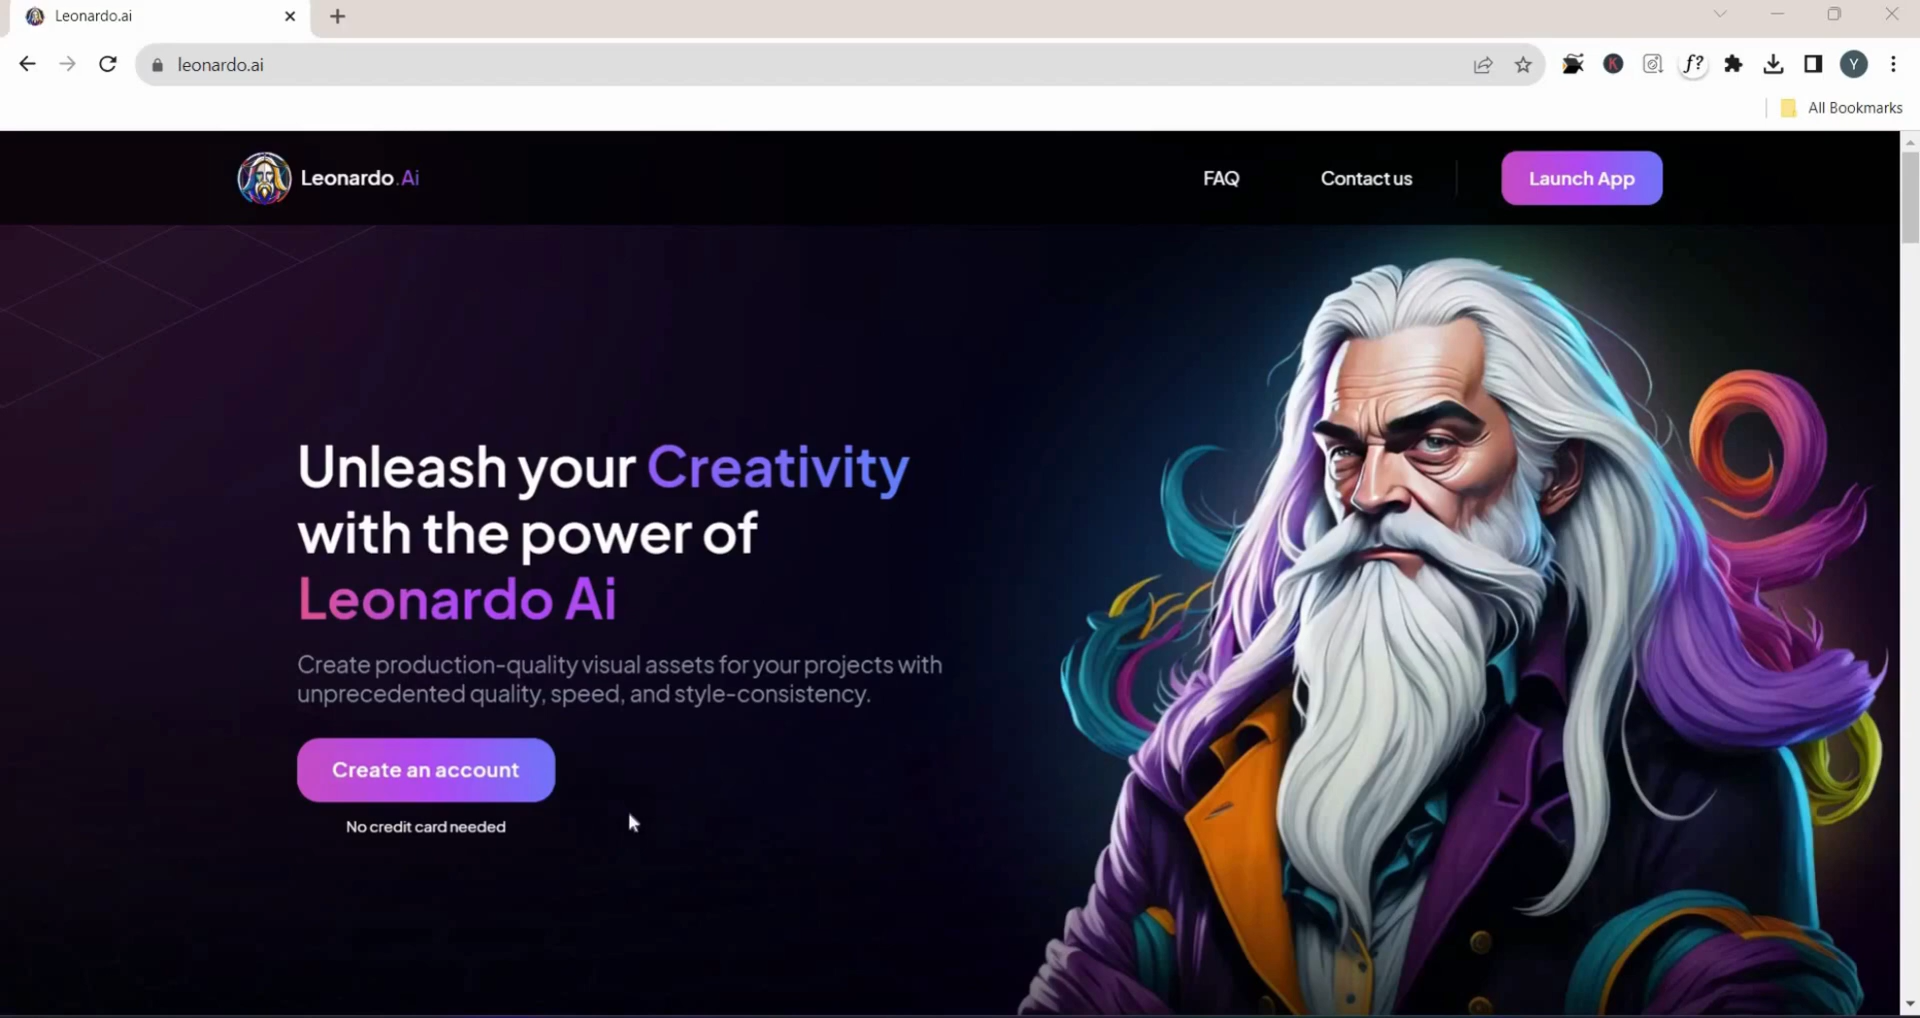 Leonardo.ai
leonardo.ai
K
f?
Y
All Bookmarks
Leonardo.Ai
FAQ
Contact us
Launch App
Unleash your Creativity
with the power of
Leonardo Ai
Create production-quality visual assets for your projects with
unprecedented quality, speed, and style-consistency.
Create an account
No credit card needed